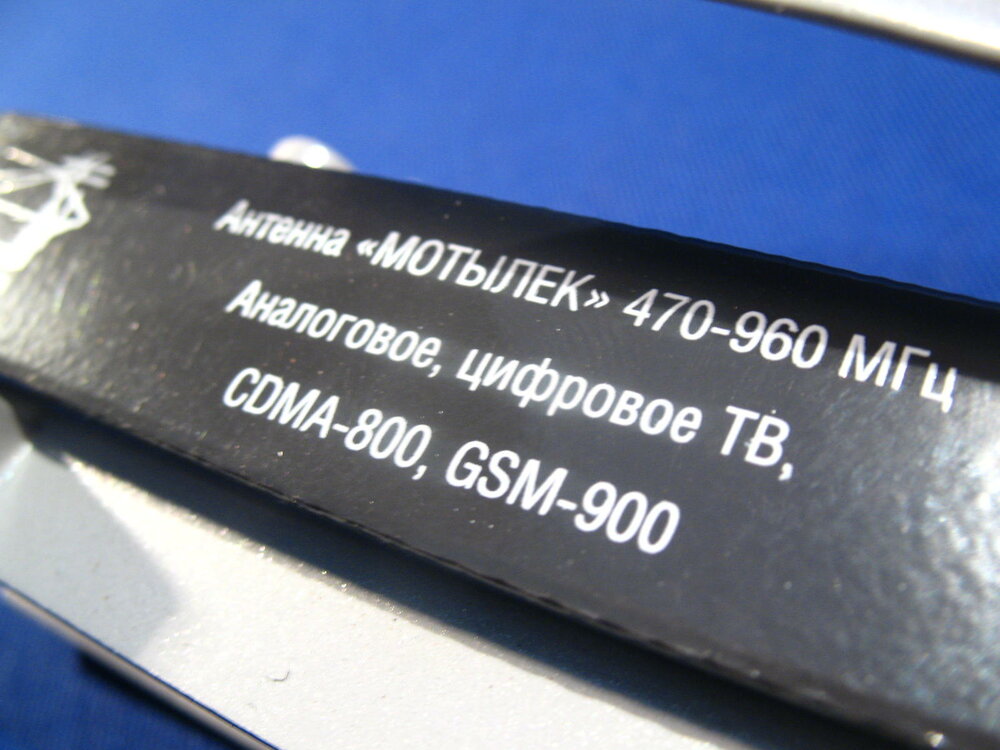 Антенна «МОТЫЛЕК» 470-960 МГц
Аналоговое, цифровое ТВ,
CDMA-800, GSM-900